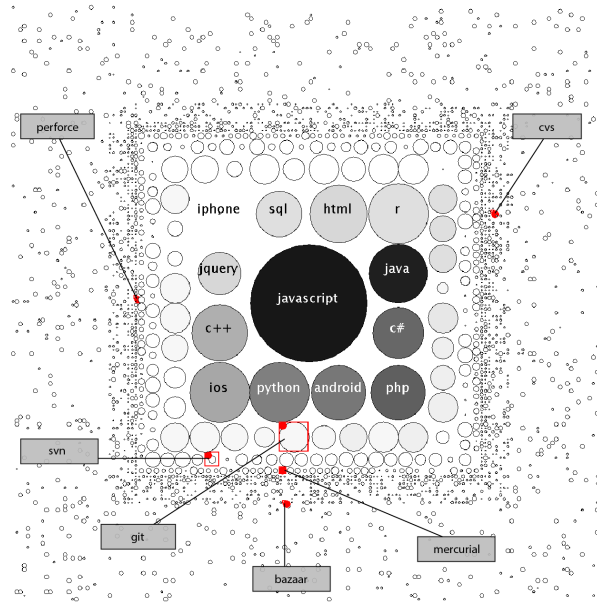 perforce
cvs
iphone
sql
html
r
jquery
java
javascript
c++
c#
ios
python
android
php
svn
git
mercurial
bazaar